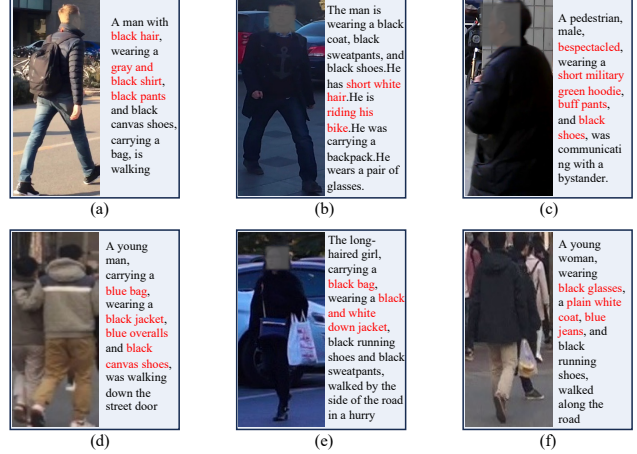 A man with
black hair,
wearing a
gray and
black shirt,
black pants
and black
canvas shoes,
carrying a
bag, is
walking
(a)
The man is
wearing a black
coat, black
sweatpants, and
black shoes.He
has short white
hair.He is
riding his
bike.He was
carrying a
backpack.He
wears a pair of
glasses.
(b)
A pedestrian,
male,
bespectacled,
wearing a
short military
green hoodie,
buff pants,
and black
shoes, was
communicati
ng with a
bystander.
(c)
A young
man,
carrying a
blue bag,
wearing a
black jacket,
blue overalls
and black
canvas shoes,
was walking
down the
street door
(d)
The long-
haired girl,
carrying a
black bag,
wearing a black
and white
down jacket,
black running
shoes and black
sweatpants,
walked by the
side of the road
in a hurry
(e)
A young
woman,
wearing
black glasses,
a plain white
coat, blue
jeans, and
black
running
shoes,
walked
along the
road
(f)